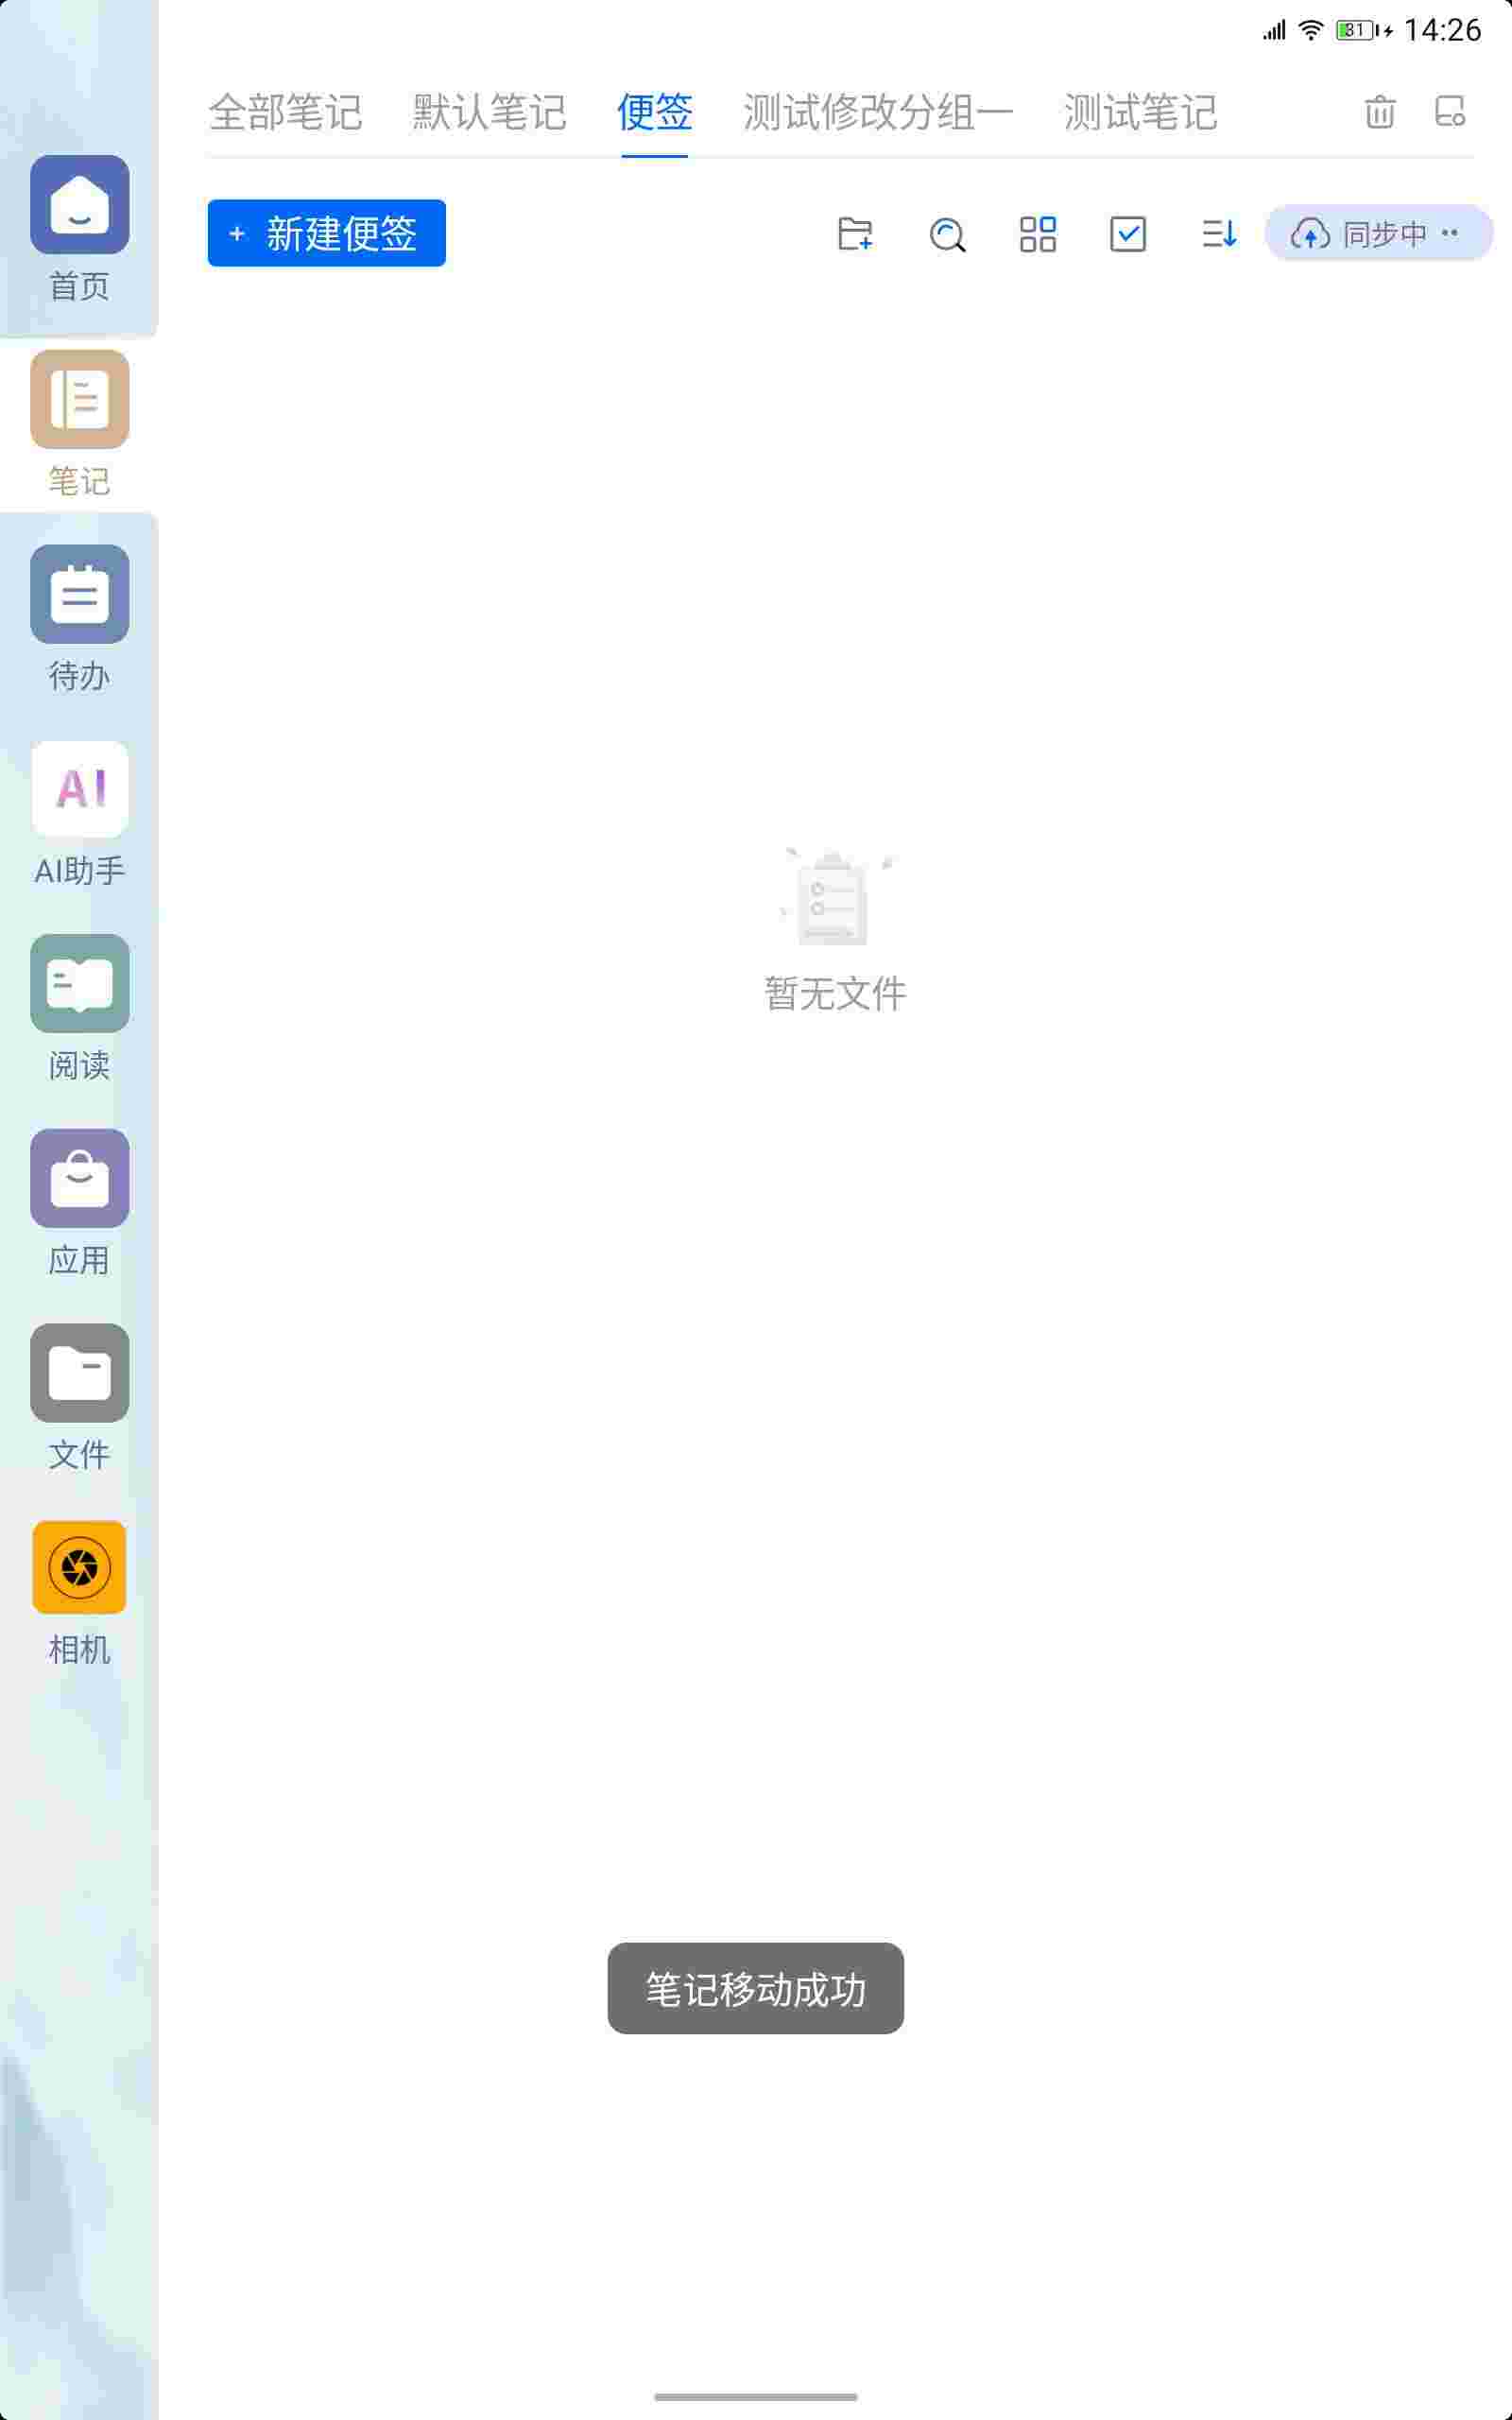 14:26
31
全部笔记 默认笔记 便签 测试修改分组一 测试笔记
+ 新建便签
同步中 ··
首页
笔记
待办
AI
AI助手
阅读
应用
文件
相机
暂无文件
笔记移动成功